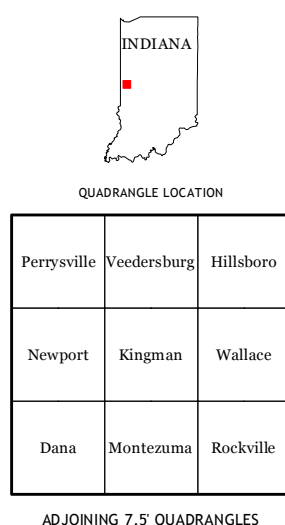 INDIANA
QUADRANGLE LOCATION
Perrysville Veedersburg Hillsboro
Newport Kingman Wallace
Dana Montezuma Rockville
ADJOINING 7.5' QUADRANGLES